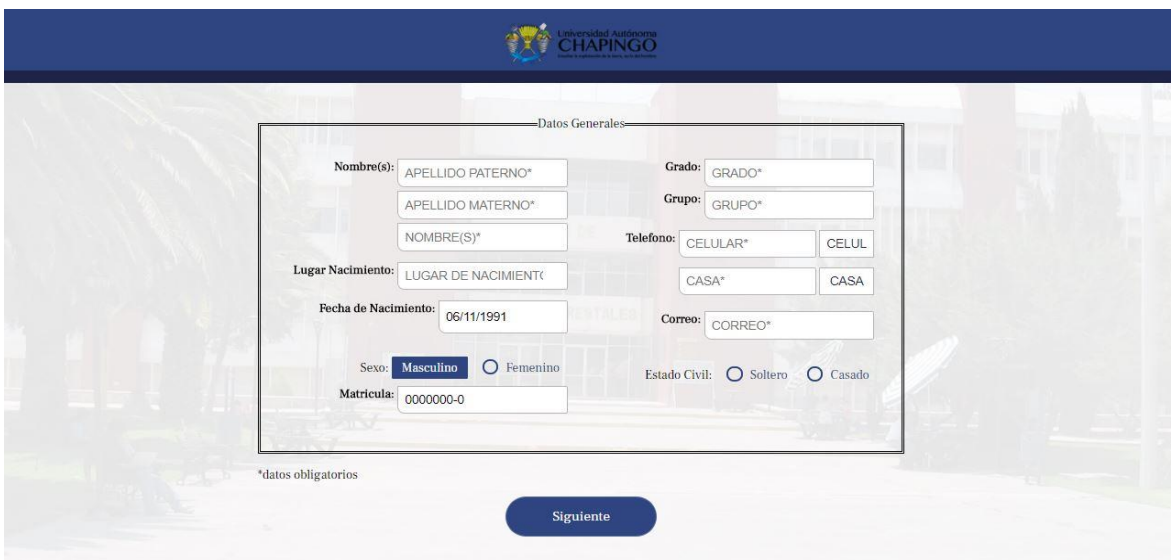 Universidad Autónoma
CHAPINGO
Datos Generales
Nombre(s): APELLIDO PATERNO*
APELLIDO MATERNO*
NOMBRE(S)*
Lugar Nacimiento: LUGAR DE NACIMIENT
Fecha de Nacimiento: 06/11/1991
Sexo: Masculino Femenino
Matricula: 0000000-0
Grado: GRADO*
Grupo: GRUPO*
Telefono: CELULAR* CELUL
CASA* CASA
Correo: CORREO*
Estado Civil: Soltero Casado
*datos obligatorios
Siguiente